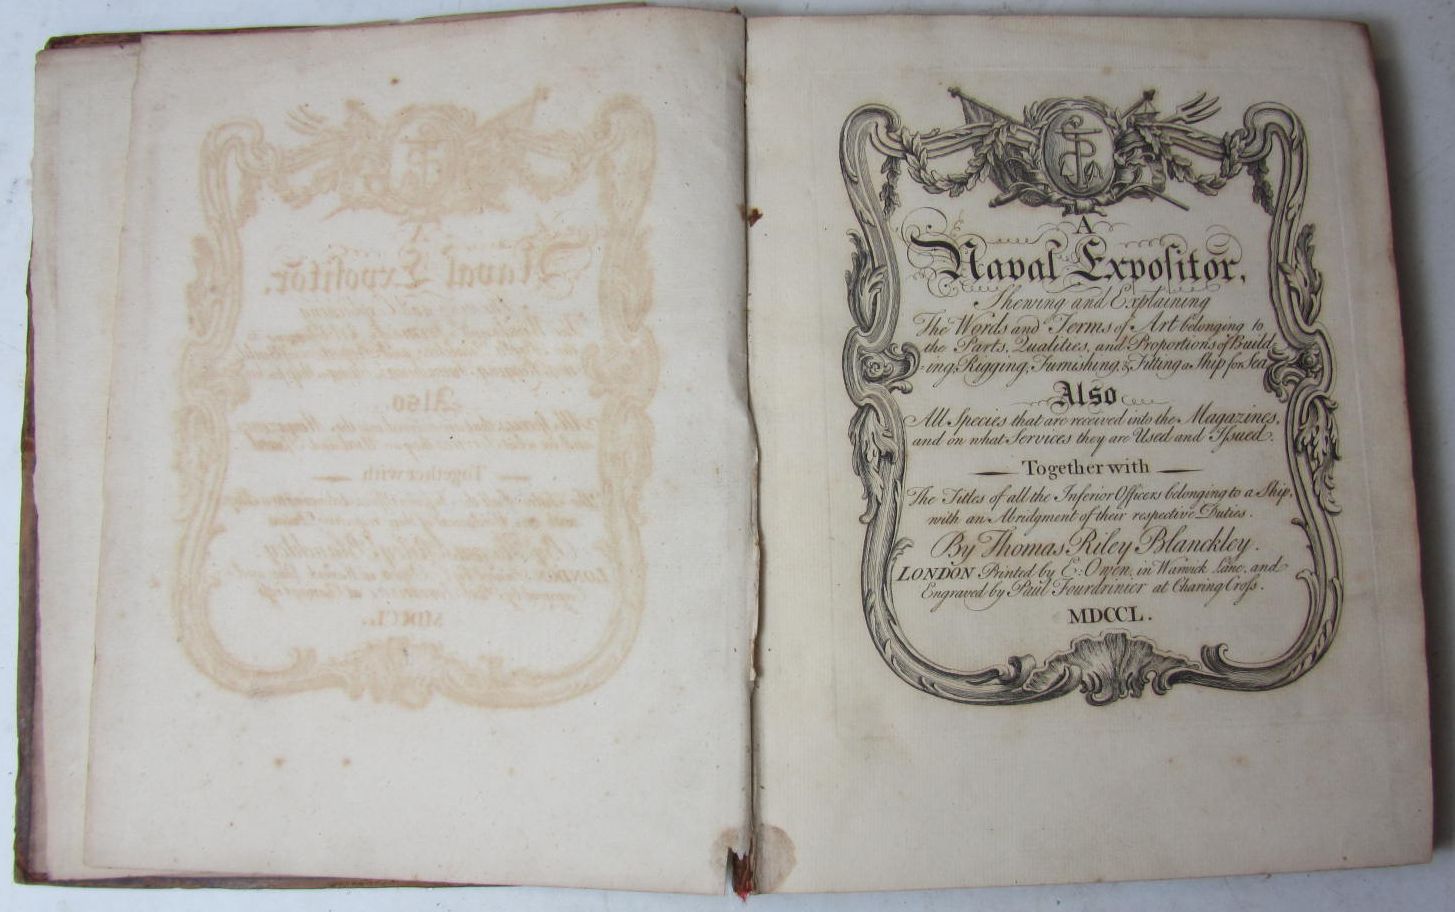 A
Naval Expoſitor,
Shewing and Explaining
The Words and Terms of Art belonging to
the Parts, Qualities, and Proportions of Build-
-ing, Rigging, Furnishing, & Fitting a Ship for Sea
Also
All Species that are received into the Magazines,
and on what Services they are Used and Iſsued.
Together with
The Titles of all the Inferior Officers belonging to a Ship,
with an Abridgment of their respective Duties.
By Thomas Riley Blanckley.
LONDON Printed by E. Owen, in Warwick Lane, and
Engraved by Paul Fourdrinier at Charing Croſs.
MDCCL.